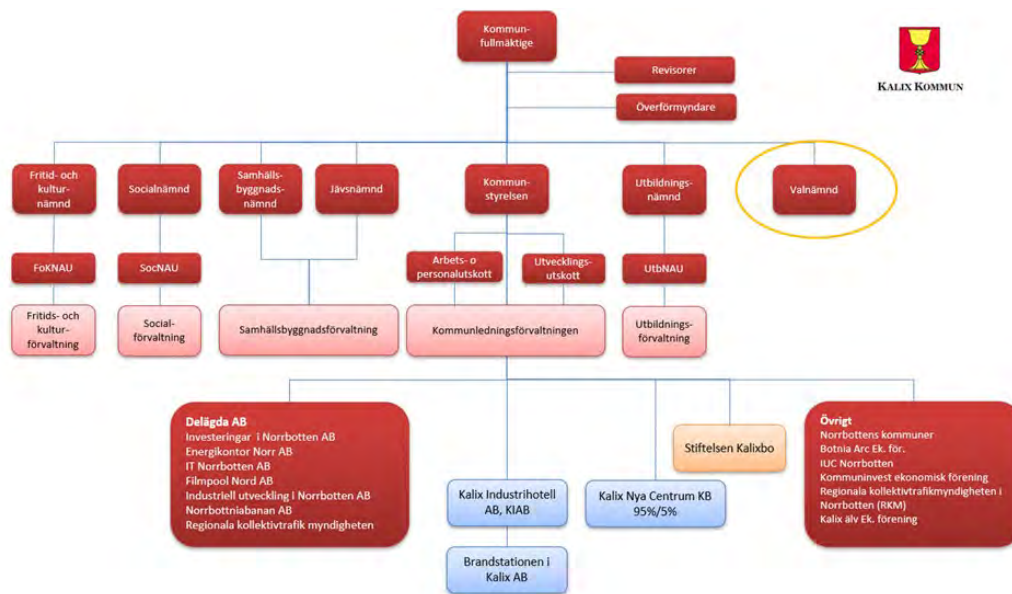 Kommun-
fullmäktige
KALIX KOMMUN
Revisorer
Överförmyndare
Fritid- och
kultur-
nämnd
Socialnämnd
Samhälls-
byggnads-
nämnd
Jävsnämnd
Kommun-
styrelsen
Utbildnings-
nämnd
Valnämnd
FoKNAU
SocNAU
Arbets- o
personalutskott
Utvecklings-
utskott
UtbNAU
Fritids- och
kultur-
förvaltning
Social-
förvaltning
Samhällsbyggnadsförvaltning
Kommunledningsförvaltningen
Utbildnings-
förvaltning
Delägda AB
Investeringar i Norrbotten AB
Energikontor Norr AB
IT Norrbotten AB
Filmpool Nord AB
Industriell utveckling i Norrbotten AB
Norrbottniabanan AB
Regionala kollektivtrafik myndigheten
Kalix Industrihotell
AB, KIAB
Brandstationen i
Kalix AB
Kalix Nya Centrum KB
95%/5%
Stiftelsen Kalixbo
Övrigt
Norrbottens kommuner
Botnia Arc Ek. för.
IUC Norrbotten
Kommuninvest ekonomisk förening
Regionala kollektivtrafikmyndigheten i
Norrbotten (RKM)
Kalix älv Ek. förening